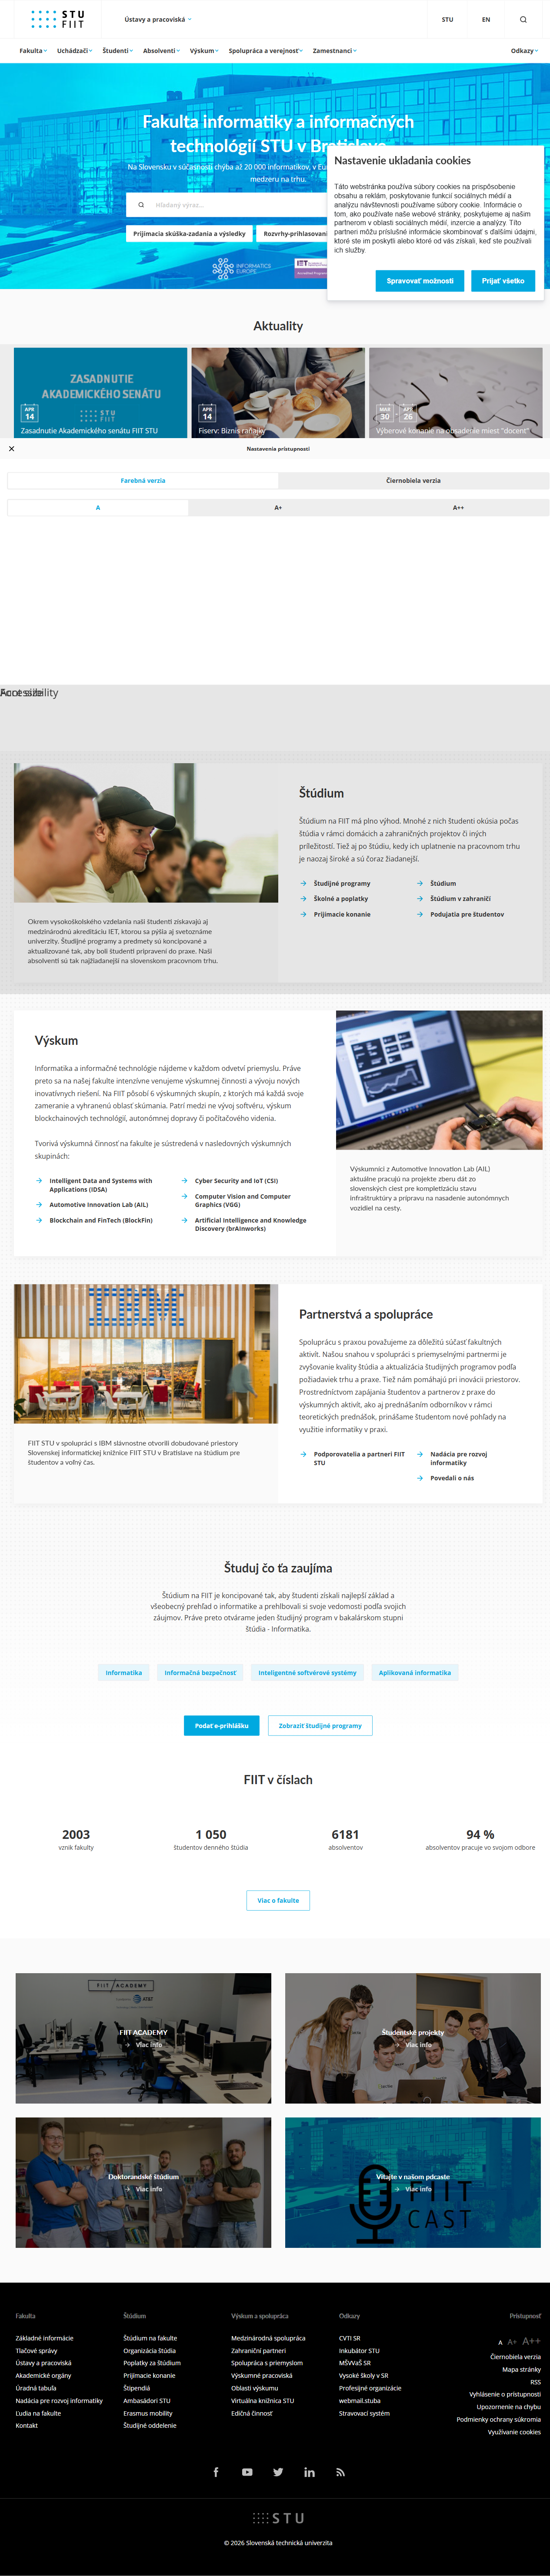 STU
FIIT
Ústavy a pracoviská
STU
EN
Fakulta
Uchádzači
Študenti
Absolventi
Výskum
Spolupráca a verejnosť
Zamestnanci
Odkazy
Fakulta informatiky a informačných
technológií STU v Bratislave
Na Slovensku v súčasnosti chýba až 20 000 informatikov, v Eu
medzeru na trhu.
Hľadaný výraz...
Prijímacia skúška-zadania a výsledky
Rozvrhy-prihlasovani
INFORMATICS
EUROPE
IET
Nastavenie ukladania cookies
Táto webstránka používa súbory cookies na prispôsobenie
obsahu a reklám, poskytovanie funkcií sociálnych médií a
analýzu návštevnosti používame súbory cookie. Informácie o
tom, ako používate naše webové stránky, poskytujeme aj našim
partnerom v oblasti sociálnych médií, inzercie a analýzy. Títo
partneri môžu príslušné informácie skombinovať s ďalšími údajmi,
ktoré ste im poskytli alebo od vás získali, keď ste používali
ich služby.
Spravovať možnosti
Prijať všetko
Aktuality
ZASADNUTIE
AKADEMICKÉHO SENÁTU
STU
FIIT
APR
14
Zasadnutie Akademického senátu FIIT STU
APR
14
Fiserv: Biznis raňajky
MAR
30
-
APR
26
Výberové konanie na obsadenie miest "docent"
Nastavenia prístupnosti
Farebná verzia
Čiernobiela verzia
A
A+
A++
Accessibility
Font size
Štúdium
Štúdium na FIIT má plno výhod. Mnohé z nich študenti okúsia počas
štúdia v rámci domácich a zahraničných projektov či iných
príležitostí. Tiež aj po štúdiu, kedy ich uplatnenie na pracovnom trhu
je naozaj široké a sú čoraz žiadanejší.
Študijné programy
Štúdium
Školné a poplatky
Štúdium v zahraničí
Prijímacie konanie
Podujatia pre študentov
Okrem vysokoškolského vzdelania naši študenti získavajú aj
medzinárodnú akreditáciu IET, ktorou sa pýšia aj svetoznáme
univerzity. Študijné programy a predmety sú koncipované a
aktualizované tak, aby boli študenti pripravení do praxe. Naši
absolventi sú tak najžiadanejší na slovenskom pracovnom trhu.
Výskum
Informatika a informačné technológie nájdeme v každom odvetví priemyslu. Práve
preto sa na našej fakulte intenzívne venujeme výskumnej činnosti a vývoju nových
inovatívnych riešení. Na FIIT pôsobí 6 výskumných skupín, z ktorých má každá svoje
zameranie a vyhranenú oblasť skúmania. Patrí medzi ne vývoj softvéru, výskum
blockchainových technológií, autonómnej dopravy či počítačového videnia.
Tvorivá výskumná činnosť na fakulte je sústredená v nasledovných výskumných
skupinách:
Intelligent Data and Systems with
Applications (IDSA)
Cyber Security and IoT (CSI)
Automotive Innovation Lab (AIL)
Computer Vision and Computer
Graphics (VGG)
Blockchain and FinTech (BlockFin)
Artificial Intelligence and Knowledge
Discovery (brAInworks)
Výskumníci z Automotive Innovation Lab (AIL)
aktuálne pracujú na projekte zberu dát zo
slovenských ciest pre kompletizáciu stavu
infraštruktúry a prípravu na nasadenie autonómnych
vozidiel na cesty.
Partnerstvá a spolupráce
Spoluprácu s praxou považujeme za dôležitú súčasť fakultných
aktivít. Našou snahou v spolupráci s priemyselnými partnermi je
zvyšovanie kvality štúdia a aktualizácia študijných programov podľa
požiadaviek trhu a praxe. Tiež nám pomáhajú pri inovácii priestorov.
Prostredníctvom zapájania študentov a partnerov z praxe do
výskumných aktivít, ako aj prednášaním odborníkov v rámci
teoretických prednášok, prinášame študentom nové pohľady na
využitie informatiky v praxi.
Podporovatelia a partneri FIIT
STU
Nadácia pre rozvoj
informatiky
Povedali o nás
FIIT STU v spolupráci s IBM slávnostne otvorili dobudované priestory
Slovenskej informatickej knižnice FIIT STU v Bratislave na štúdium pre
študentov a voľný čas.
Študuj čo ťa zaujíma
Štúdium na FIIT je koncipované tak, aby študenti získali najlepší základ a
všeobecný prehľad o informatike a prehlbovali si svoje vedomosti podľa svojich
záujmov. Práve preto otvárame jeden študijný program v bakalárskom stupni
štúdia - Informatika.
Informatika
Informačná bezpečnosť
Inteligentné softvérové systémy
Aplikovaná informatika
Podať e-prihlášku
Zobraziť študijné programy
FIIT v číslach
2003
vznik fakulty
1 050
študentov denného štúdia
6181
absolventov
94 %
absolventov pracuje vo svojom odbore
Viac o fakulte
FIIT ACADEMY
AT&T
FIIT ACADEMY
Viac info
Študentské projekty
Viac info
Doktorandské štúdium
Viac info
FIIT
CAST
Vitajte v našom pdcaste
Viac info
Fakulta
Základné informácie
Tlačové správy
Ústavy a pracoviská
Akademické orgány
Úradná tabuľa
Nadácia pre rozvoj informatiky
Ľudia na fakulte
Kontakt
Štúdium
Štúdium na fakulte
Organizácia štúdia
Poplatky za štúdium
Prijímacie konanie
Štipendiá
Ambasádori STU
Erasmus mobility
Študijné oddelenie
Výskum a spolupráca
Medzinárodná spolupráca
Zahraniční partneri
Spolupráca s priemyslom
Výskumné pracoviská
Oblasti výskumu
Virtuálna knižnica STU
Edičná činnosť
Odkazy
CVTI SR
Inkubátor STU
MŠVVaŠ SR
Vysoké školy v SR
Profesijné organizácie
webmail.stuba
Stravovací systém
Prístupnosť
A A+ A++
Čiernobiela verzia
Mapa stránky
RSS
Vyhlásenie o prístupnosti
Upozornenie na chybu
Podmienky ochrany súkromia
Využívanie cookies
STU
© 2026 Slovenská technická univerzita